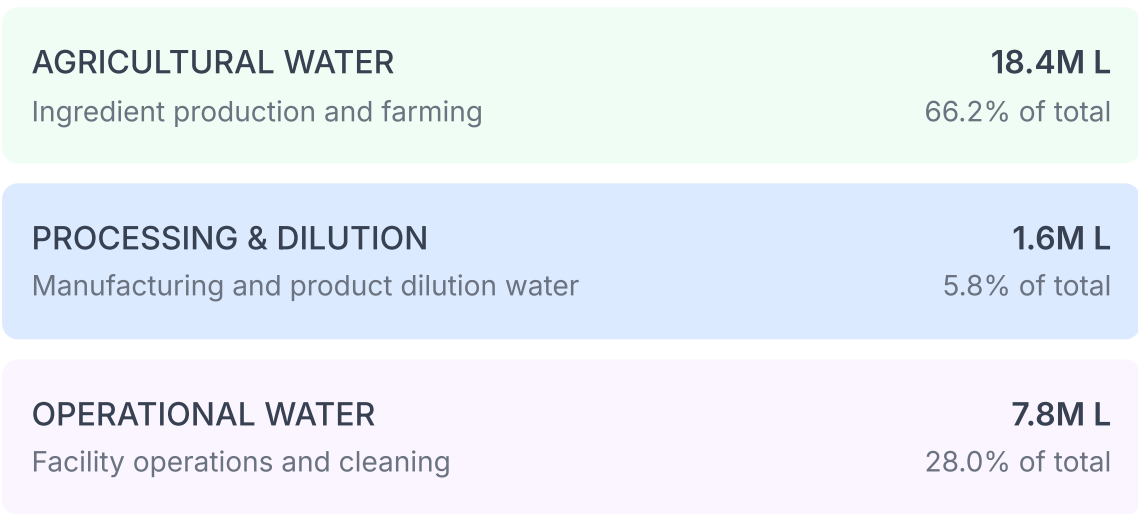 AGRICULTURAL WATER
18.4M L
Ingredient production and farming
66.2% of total
PROCESSING & DILUTION
1.6M L
Manufacturing and product dilution water
5.8% of total
OPERATIONAL WATER
7.8M L
Facility operations and cleaning
28.0% of total